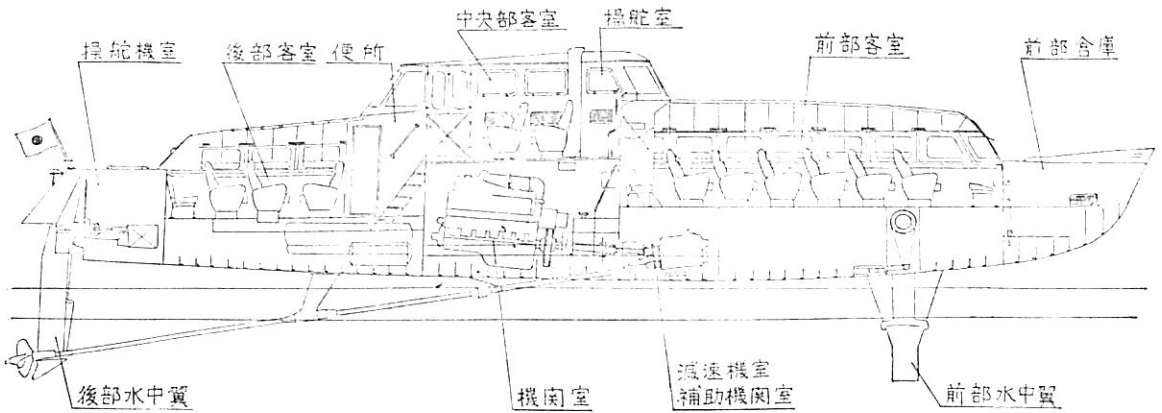 中央部客室
操舵室
操舵機室
後部客室
便所
前部客室
前部倉庫
後部水中翼
機関室
減速機室
補助機関室
前部水中翼